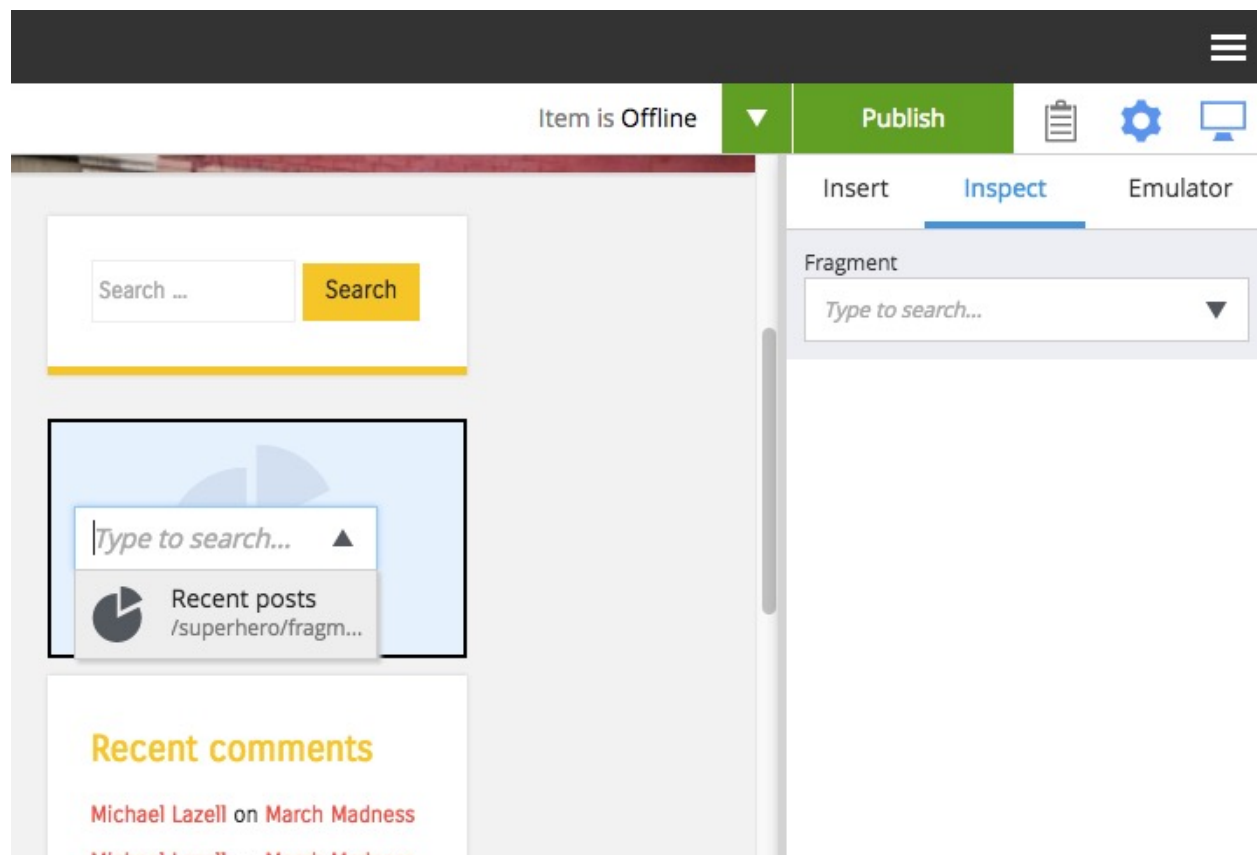 Item is Offline
Publish
Insert Inspect Emulator
Fragment
Type to search...
Search ... Search
Type to search...
Recent posts
/superhero/fragm...
Recent comments
Michael Lazell on March Madness